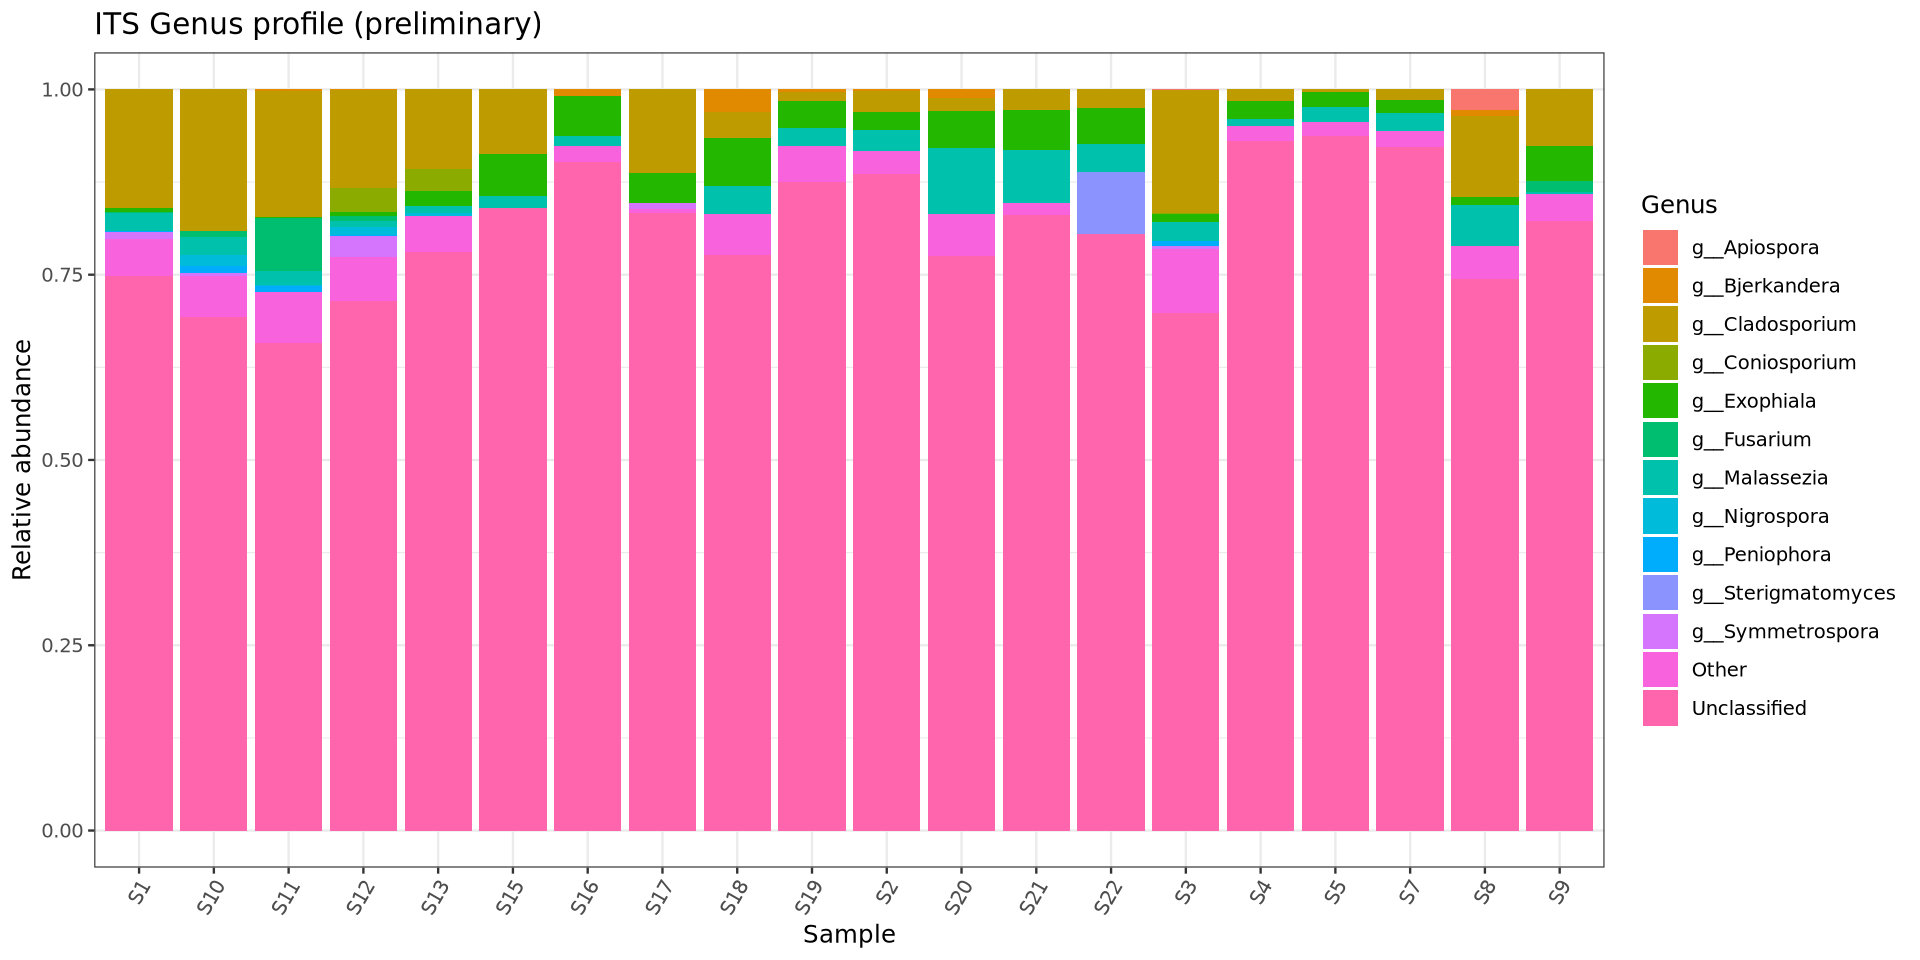 ITS Genus profile (preliminary)
1.00
0.75
0.50
0.25
0.00
Relative abundance
S1 S10 S11 S12 S13 S15 S16 S17 S18 S19 S2 S20 S21 S22 S3 S4 S5 S7 S8 S9
Sample
Genus
g__Apiospora
g__Bjerkandera
g__Cladosporium
g__Coniosporium
g__Exophiala
g__Fusarium
g__Malassezia
g__Nigrospora
g__Peniophora
g__Sterigmatomyces
g__Symmetrospora
Other
Unclassified